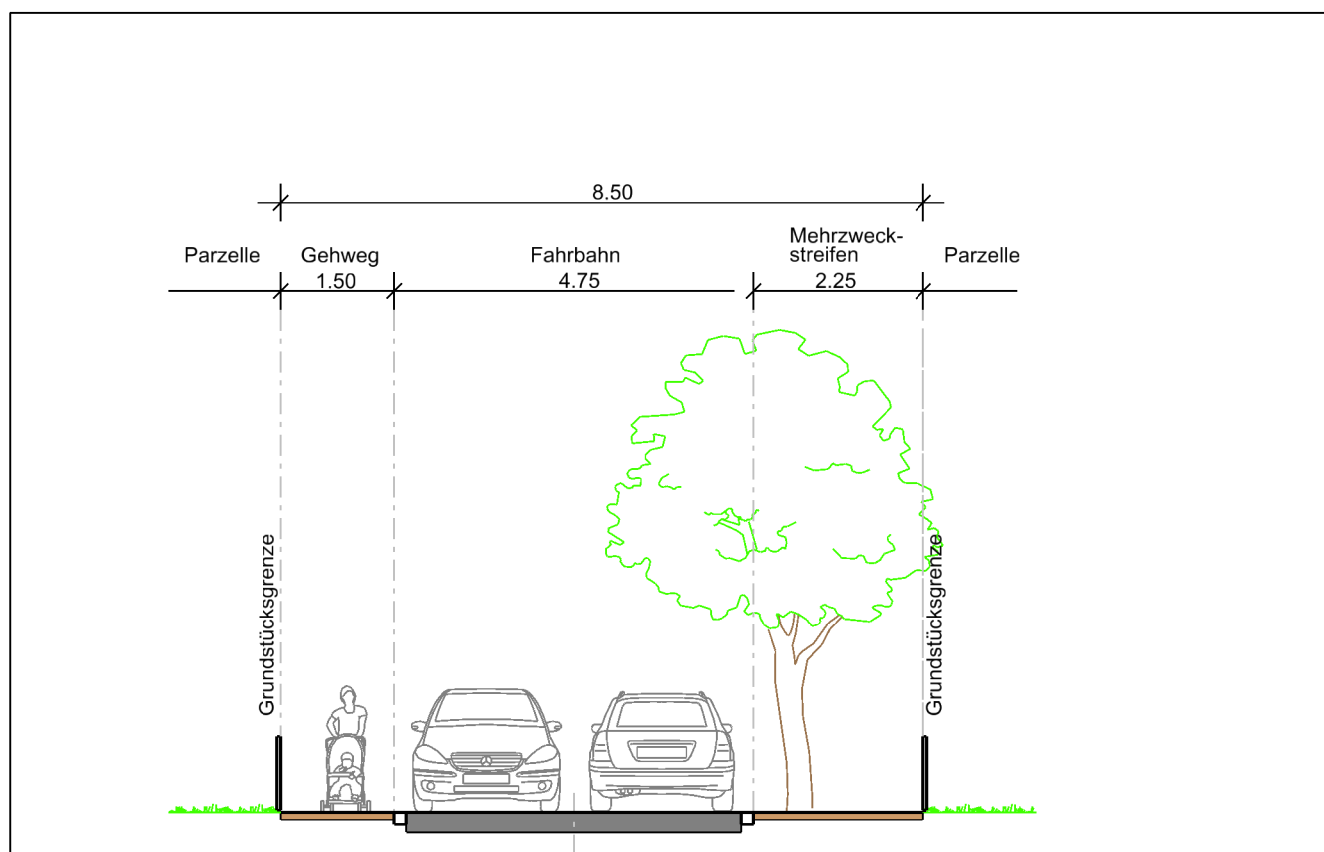 8.50
Parzelle
Gehweg
1.50
Fahrbahn
4.75
Mehrzweck-
streifen
2.25
Parzelle
Grundstücksgrenze
Grundstücksgrenze